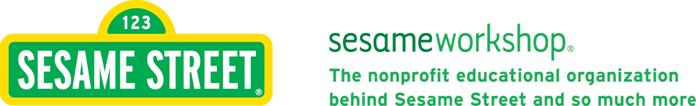 123
SESAME STREET®
sesameworkshop®
The nonprofit educational organization
behind Sesame Street and so much more